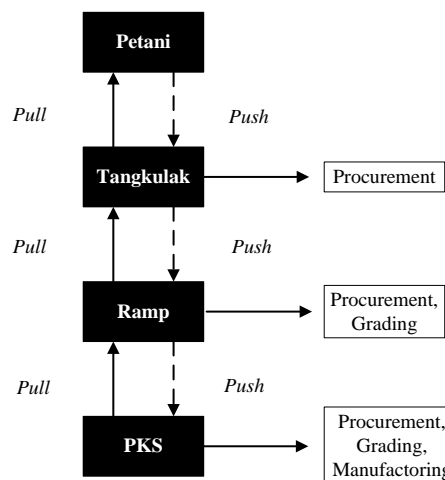 Petani
Pull
Push
Tangkulak
Procurement
Pull
Push
Ramp
Procurement,
Grading
Pull
Push
PKS
Procurement,
Grading,
Manufactoring